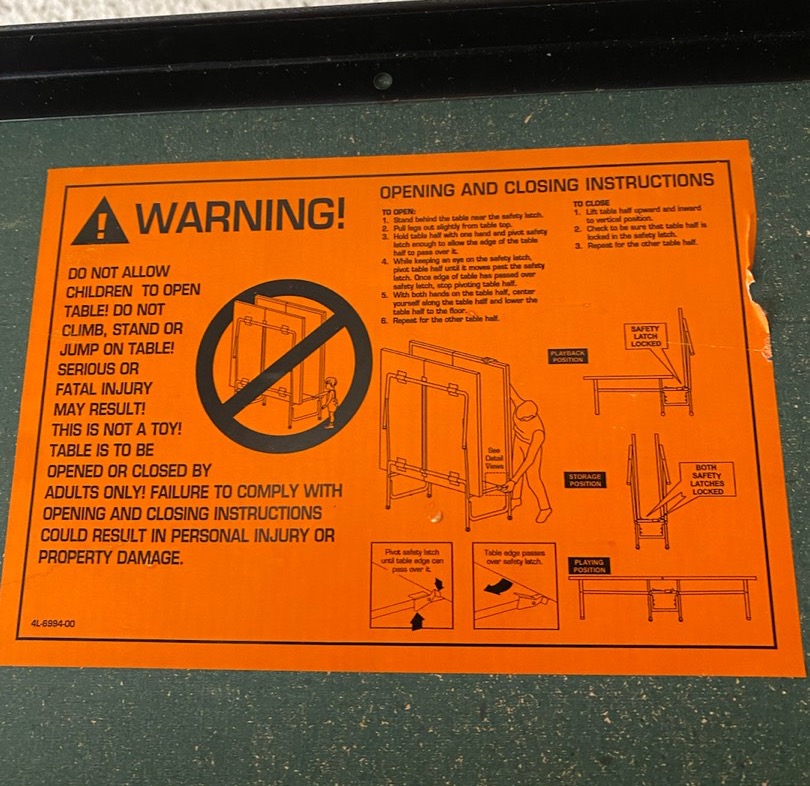 WARNING!
DO NOT ALLOW
CHILDREN TO OPEN
TABLE! DO NOT
CLIMB, STAND OR
JUMP ON TABLE!
SERIOUS OR
FATAL INJURY
MAY RESULT!
THIS IS NOT A TOY!
TABLE IS TO BE
OPENED OR CLOSED BY
ADULTS ONLY! FAILURE TO COMPLY WITH
OPENING AND CLOSING INSTRUCTIONS
COULD RESULT IN PERSONAL INJURY OR
PROPERTY DAMAGE.
4L-6994-00
OPENING AND CLOSING INSTRUCTIONS
TO OPEN:
1. Stand behind the table near the safety latch.
2. Pull legs out slightly from table top.
3. Hold table half with one hand and pivot safety
latch enough to allow the edge of the table
half to pass over it.
4. While keeping an eye on the safety latch,
pivot table half until it moves past the safety
latch. Once edge of table has passed over
safety latch, stop pivoting table half.
5. With both hands on the table half, center
yourself along the table half and lower the
table half to the floor.
6. Repeat for the other table half.
TO CLOSE
1. Lift table half upward and inward
to vertical position.
2. Check to be sure that table half is
locked in the safety latch.
3. Repeat for the other table half.
See
Detail
Views
Pivot safety latch
until table edge can
pass over it.
Table edge passes
over safety latch.
PLAYBACK
POSITION
SAFETY
LATCH
LOCKED
STORAGE
POSITION
BOTH
SAFETY
LATCHES
LOCKED
PLAYING
POSITION